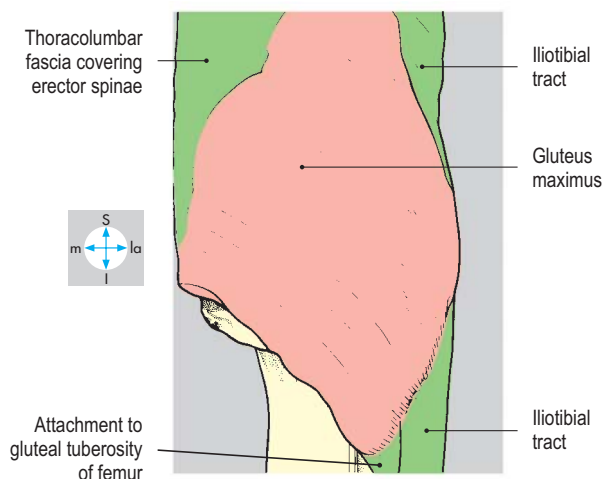 Thoracolumbar
fascia covering
erector spinae
Iliotibial
tract
Gluteus
maximus
S
m
la
I
Attachment to
gluteal tuberosity
of femur
Iliotibial
tract